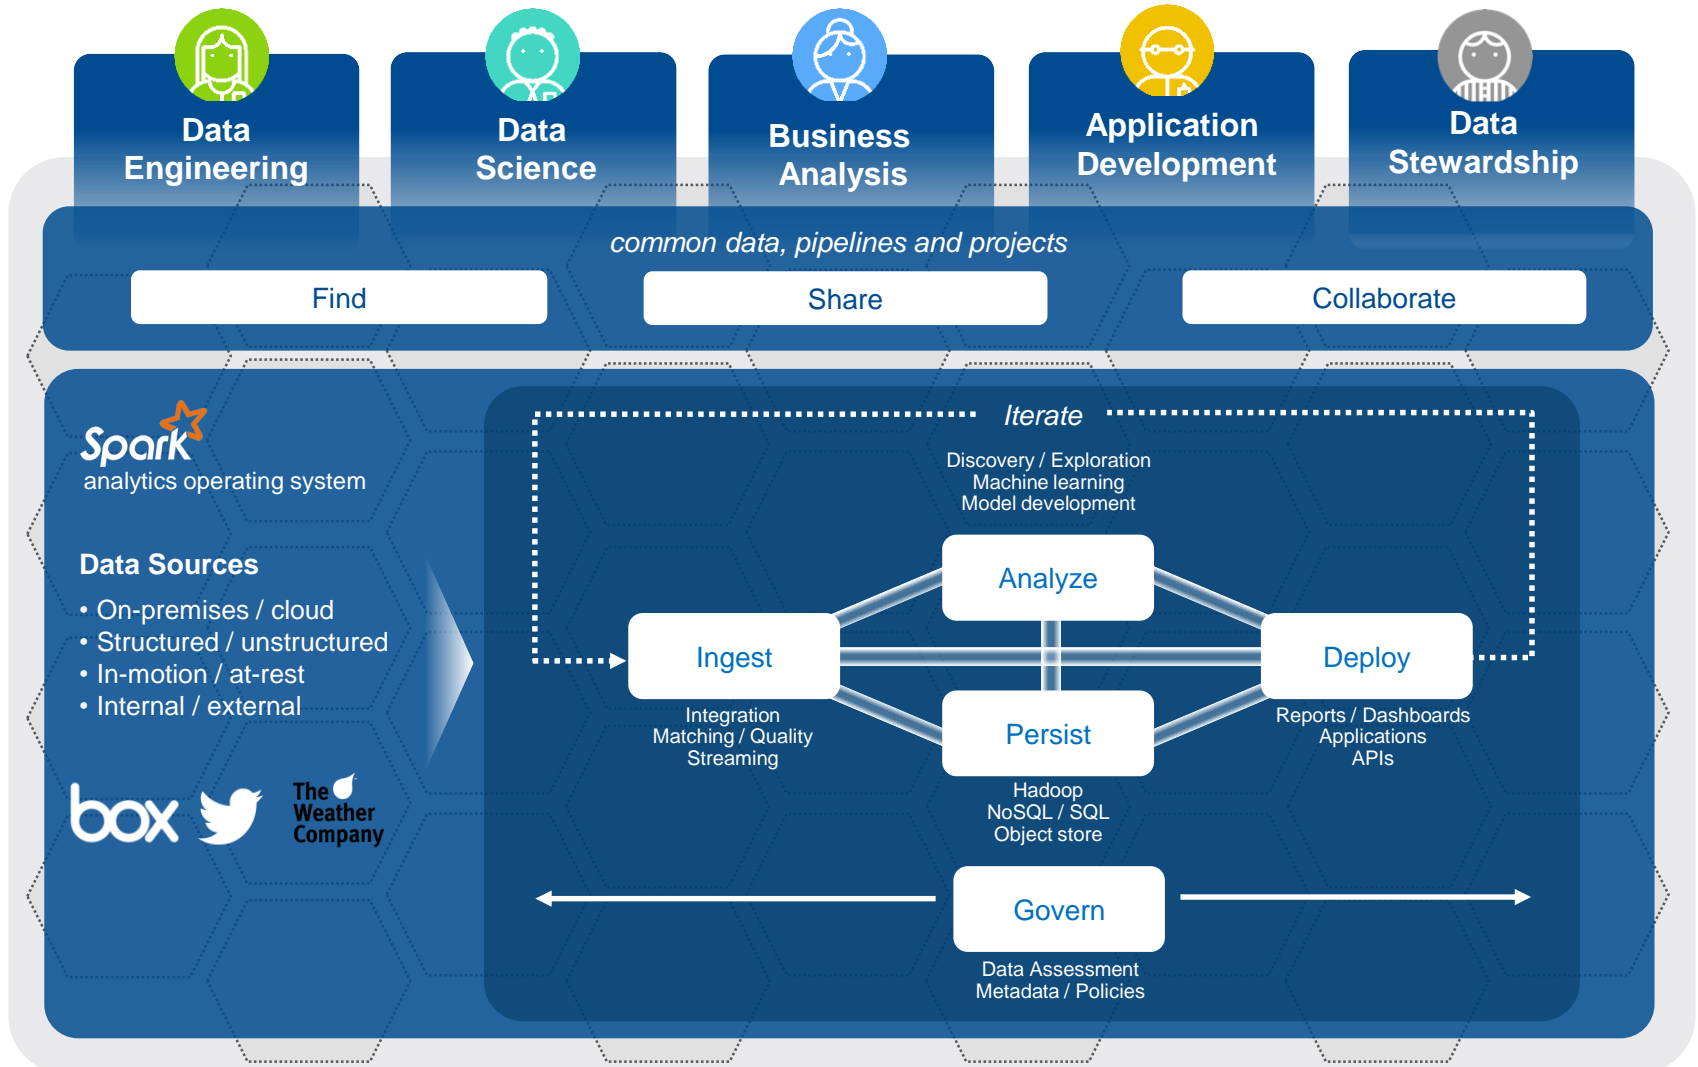 Data
Engineering
Data
Science
Business
Analysis
Application
Development
Data
Stewardship
common data, pipelines and projects
Find
Share
Collaborate
Spark
analytics operating system
Data Sources
• On-premises / cloud
• Structured / unstructured
• In-motion / at-rest
• Internal / external
box
The
Weather
Company
Iterate
Discovery / Exploration
Machine learning
Model development
Analyze
Ingest
Integration
Matching / Quality
Streaming
Persist
Hadoop
NoSQL / SQL
Object store
Deploy
Reports / Dashboards
Applications
APIs
Govern
Data Assessment
Metadata / Policies